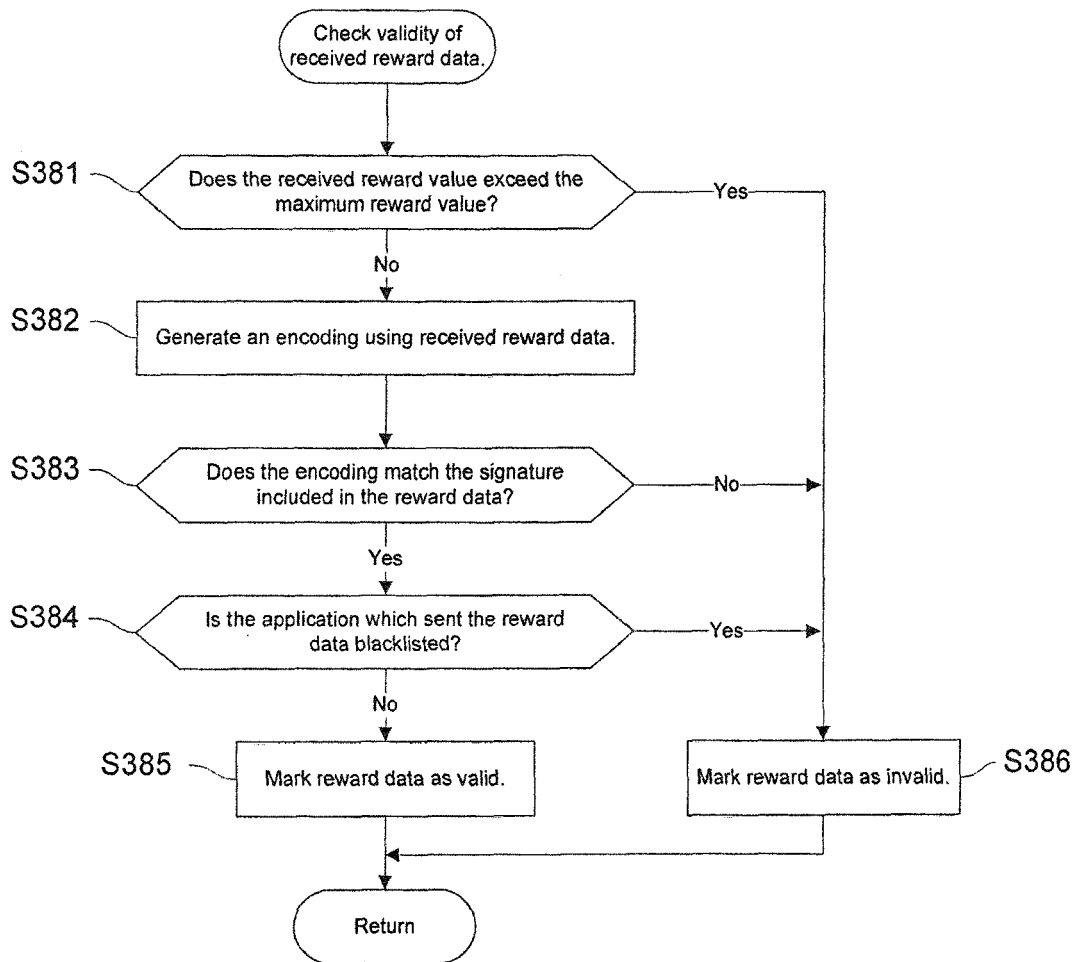 Check validity of
received reward data.
S381
Does the received reward value exceed the
maximum reward value?
Yes
No
S382
Generate an encoding using received reward data.
S383
Does the encoding match the signature
included in the reward data?
No
Yes
S384
Is the application which sent the reward
data blacklisted?
Yes
No
S385
Mark reward data as valid.
Mark reward data as invalid.
S386
Return